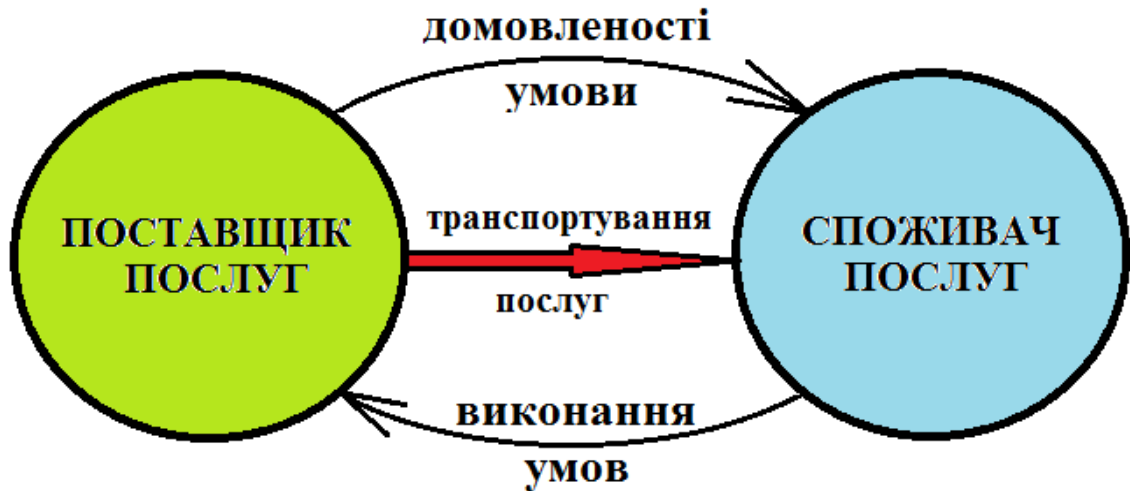 домовленості
умови
ПОСТАВЩИК
ПОСЛУГ
транспортування
послуг
СПОЖИВАЧ
ПОСЛУГ
виконання
умов